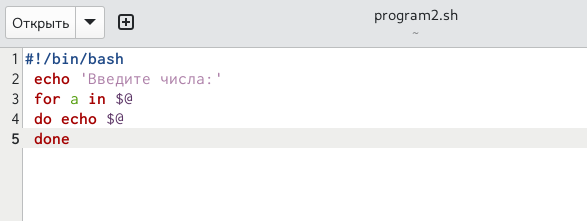 Открыть
program2.sh
~
1 #!/bin/bash
2 echo 'Введите числа:'
3 for a in $@
4 do echo $@
5 done